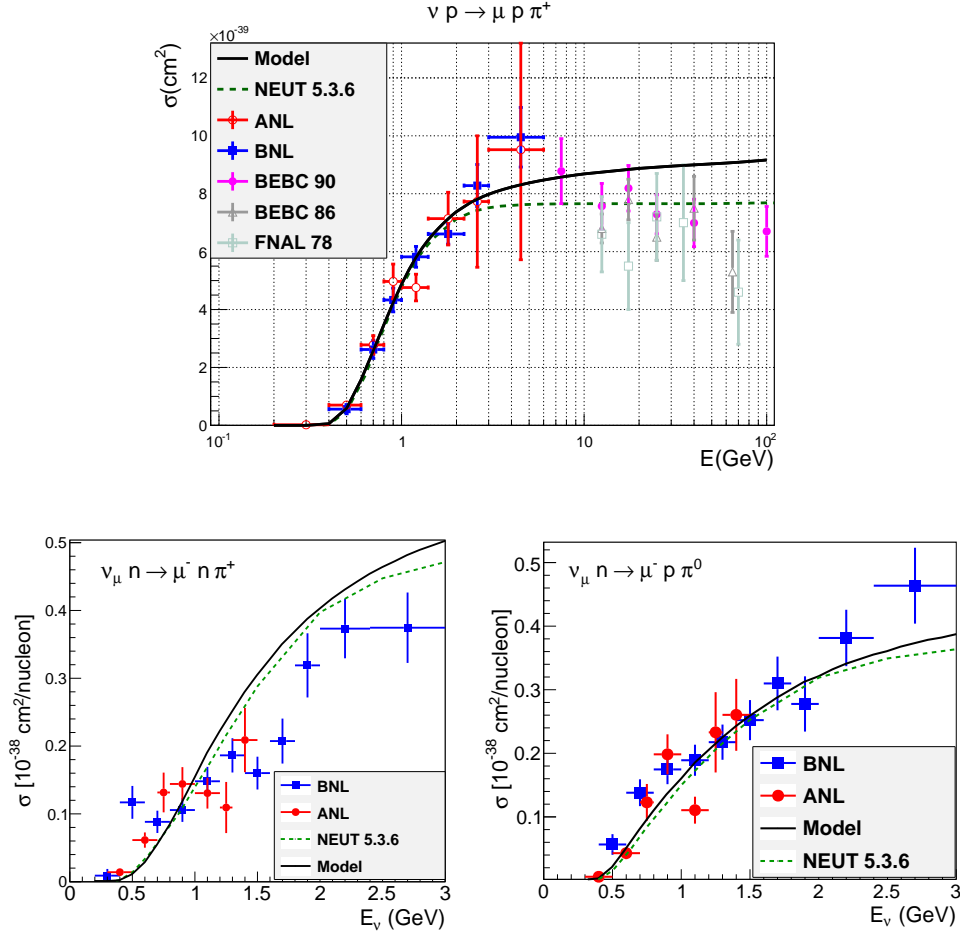 ν p → μ p π⁺
×10⁻³⁹
σ(cm²)
12
10
8
6
4
2
0
10⁻¹
1
10
10²
E(GeV)
Model
NEUT 5.3.6
ANL
BNL
BEBC 90
BEBC 86
FNAL 78
ν_μ n → μ⁻ n π⁺
σ [10⁻³⁸ cm²/nucleon]
0.5
0.4
0.3
0.2
0.1
0
0
0.5
1
1.5
2
2.5
3
E_ν (GeV)
BNL
ANL
NEUT 5.3.6
Model
ν_μ n → μ⁻ p π⁰
σ [10⁻³⁸ cm²/nucleon]
0.5
0.4
0.3
0.2
0.1
0
0.5
1
1.5
2
2.5
3
E_ν (GeV)
BNL
ANL
Model
NEUT 5.3.6